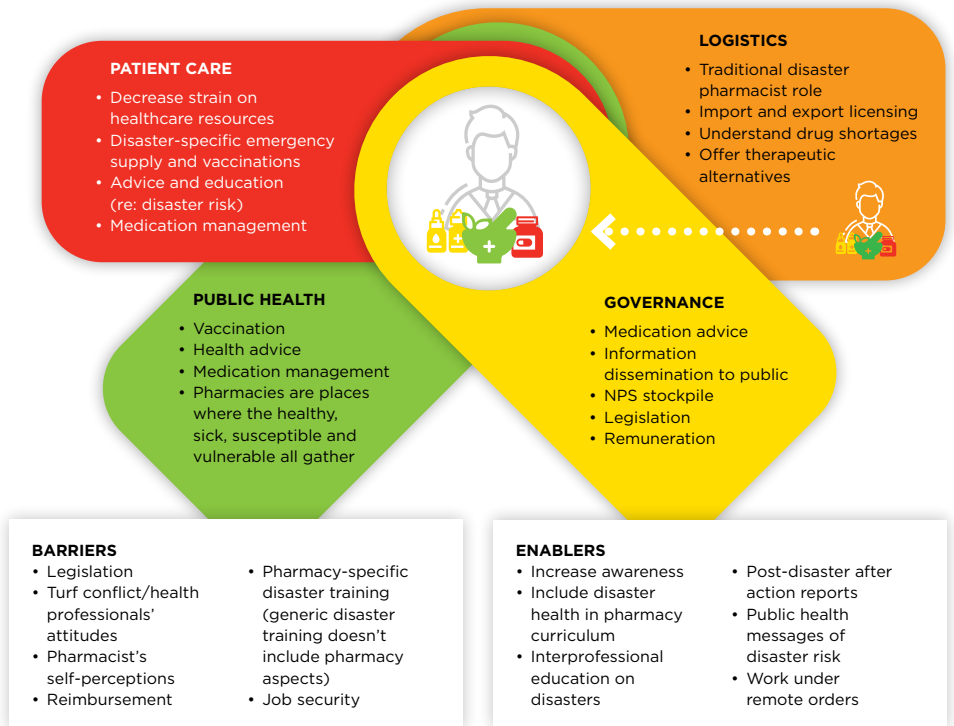 PATIENT CARE
• Decrease strain on
healthcare resources
• Disaster-specific emergency
supply and vaccinations
• Advice and education
(re: disaster risk)
• Medication management
LOGISTICS
• Traditional disaster
pharmacist role
• Import and export licensing
• Understand drug shortages
• Offer therapeutic
alternatives
PUBLIC HEALTH
• Vaccination
• Health advice
• Medication management
• Pharmacies are places
where the healthy,
sick, susceptible and
vulnerable all gather
GOVERNANCE
• Medication advice
• Information
dissemination to public
• NPS stockpile
• Legislation
• Remuneration
BARRIERS
• Legislation
• Turf conflict/health
professionals’
attitudes
• Pharmacist’s
self-perceptions
• Reimbursement
• Pharmacy-specific
disaster training
(generic disaster
training doesn’t
include pharmacy
aspects)
• Job security
ENABLERS
• Increase awareness
• Include disaster
health in pharmacy
curriculum
• Interprofessional
education on
disasters
• Post-disaster after
action reports
• Public health
messages of
disaster risk
• Work under
remote orders